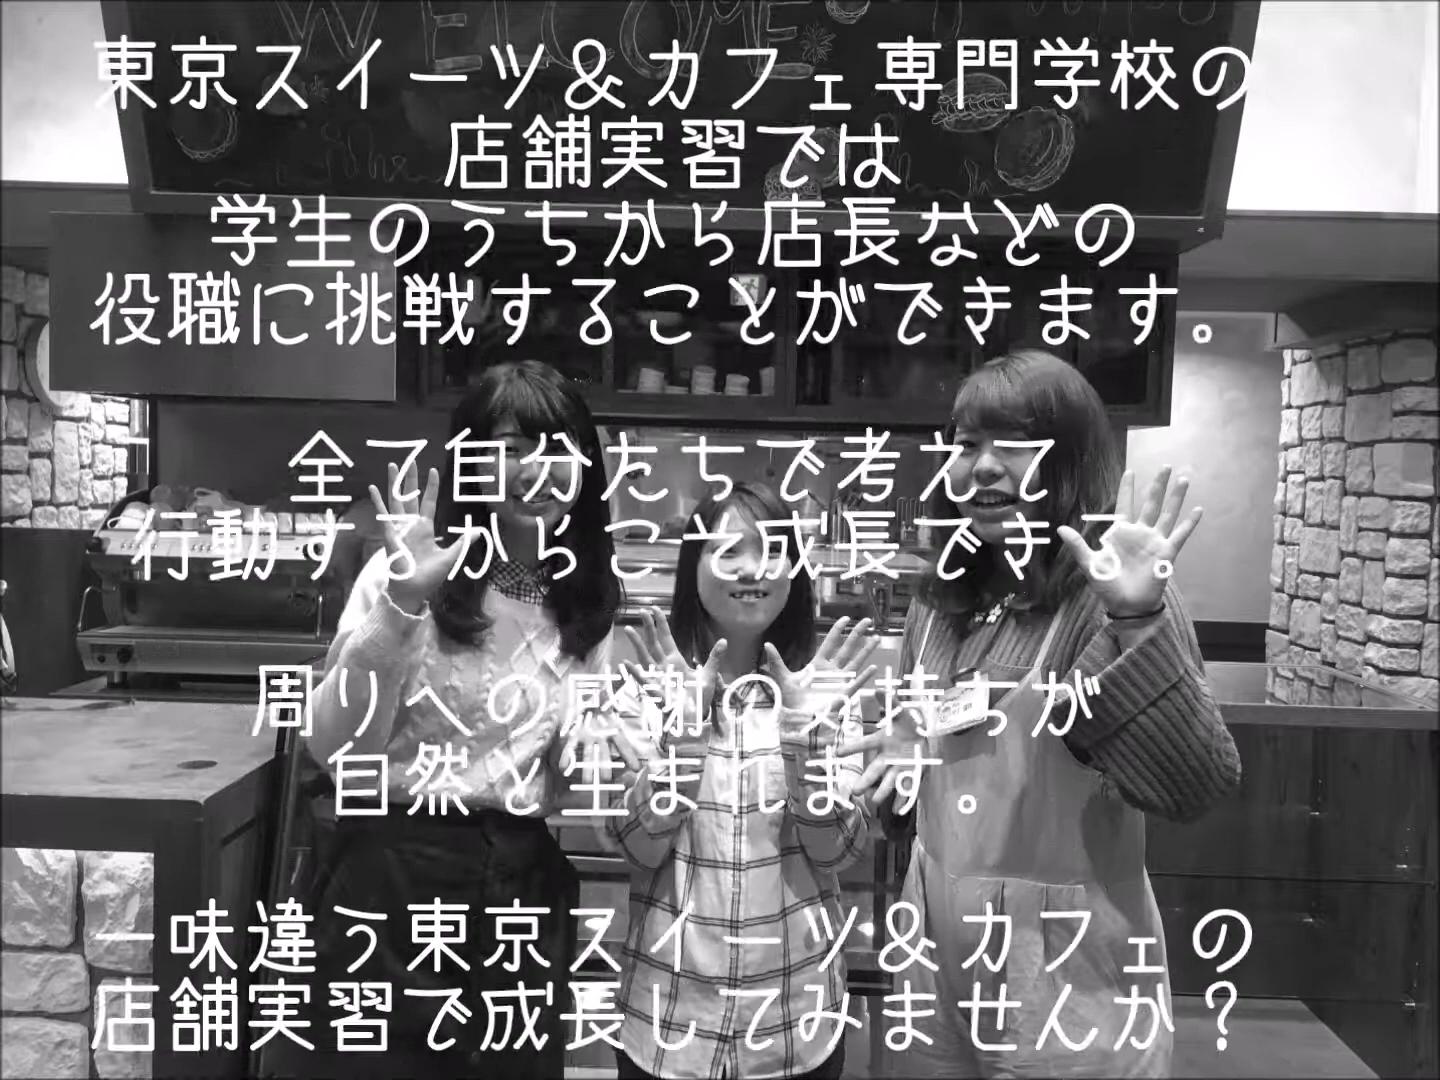 WELCOME
東京スイーツ＆カフェ専門学校の
店舗実習では
学生のうちから店長などの
役職に挑戦することができます。
全て自分たちで考えて
行動するからこそ成長できる。
周りへの感謝の気持ちが
自然と生まれます。
一味違う東京スイーツ＆カフェの
店舗実習で成長してみませんか？